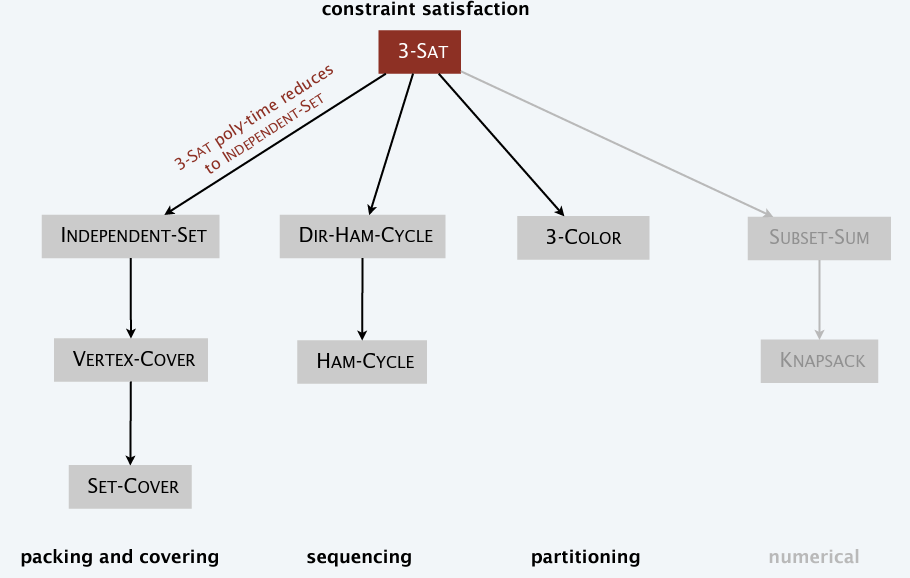 constraint satisfaction
3-SAT
3-SAT poly-time reduces
to INDEPENDENT-SET
INDEPENDENT-SET
DIR-HAM-CYCLE
3-COLOR
SUBSET-SUM
VERTEX-COVER
HAM-CYCLE
KNAPSACK
SET-COVER
packing and covering
sequencing
partitioning
numerical